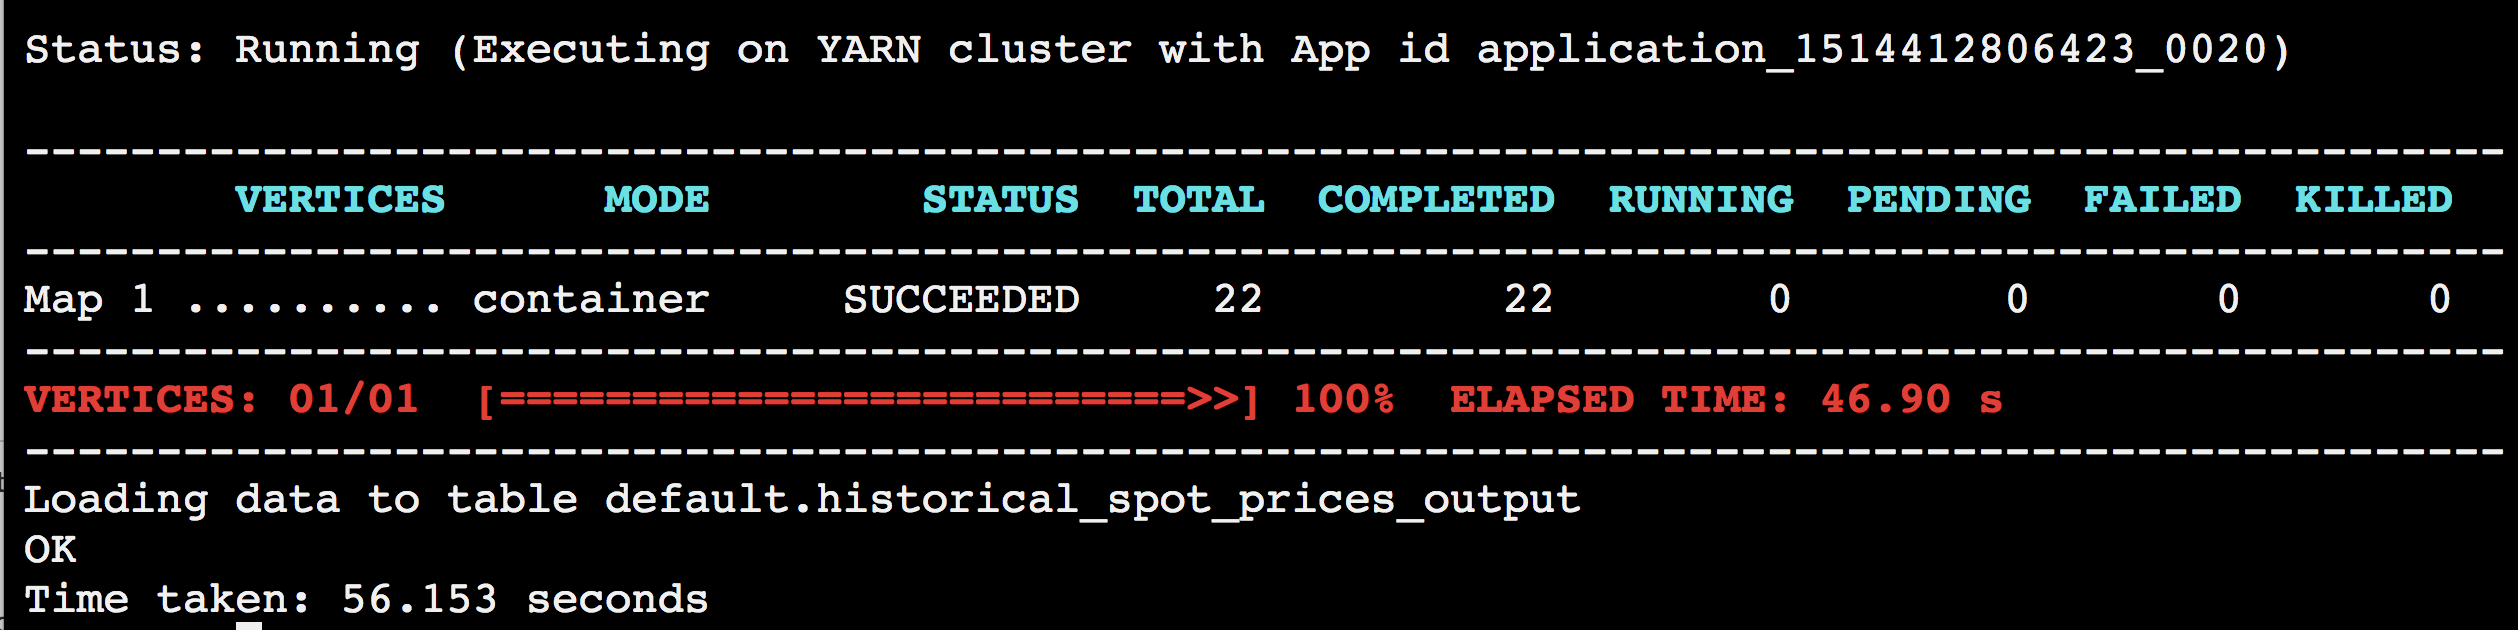 Status: Running (Executing on YARN cluster with App id application_1514412806423_0020)
----------------------------------------------------------------------------------------------
        VERTICES      MODE        STATUS  TOTAL  COMPLETED  RUNNING  PENDING  FAILED  KILLED
----------------------------------------------------------------------------------------------
Map 1 .......... container     SUCCEEDED     22         22        0        0       0       0
----------------------------------------------------------------------------------------------
VERTICES: 01/01  [==========================>>] 100%  ELAPSED TIME: 46.90 s
----------------------------------------------------------------------------------------------
Loading data to table default.historical_spot_prices_output
OK
Time taken: 56.153 seconds